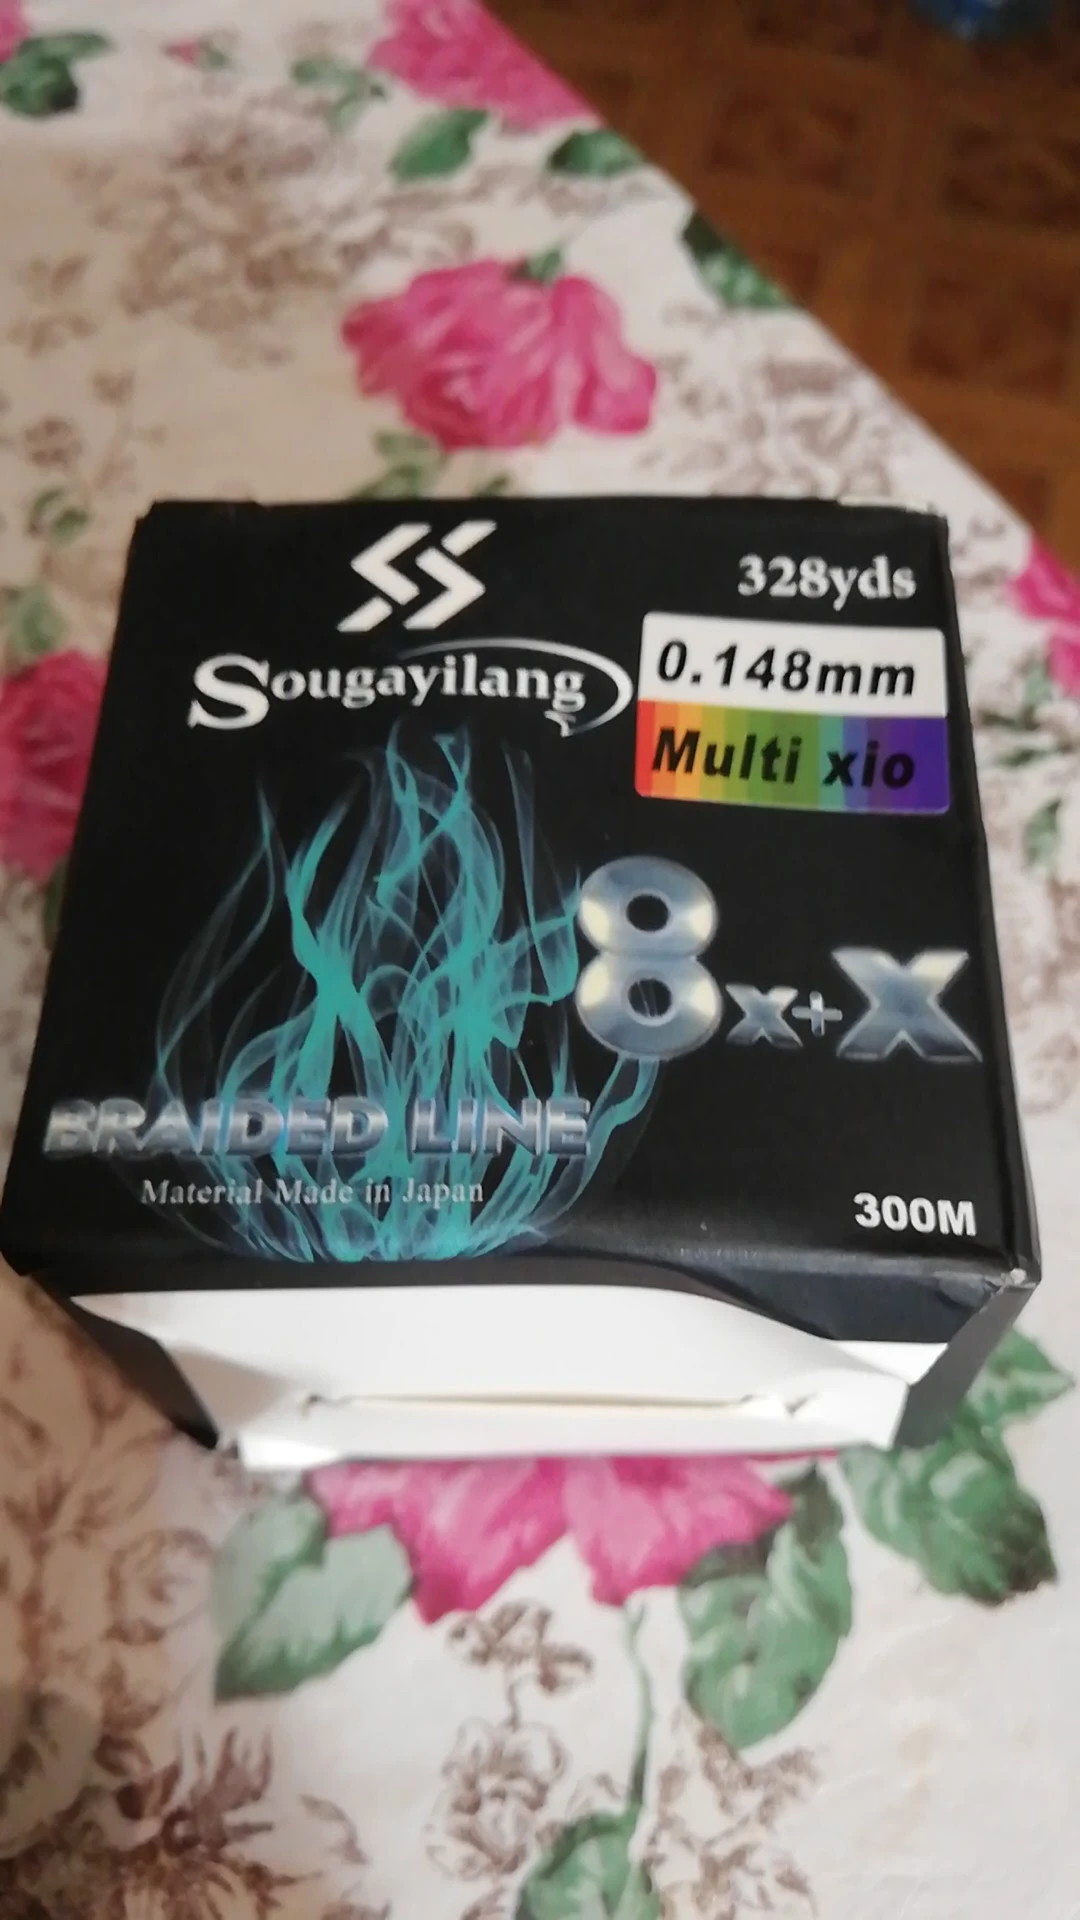 328yds
Sougayilang
0.148mm
Multi xio
8x+X
BRAIDED LINE
Material Made in Japan
300M